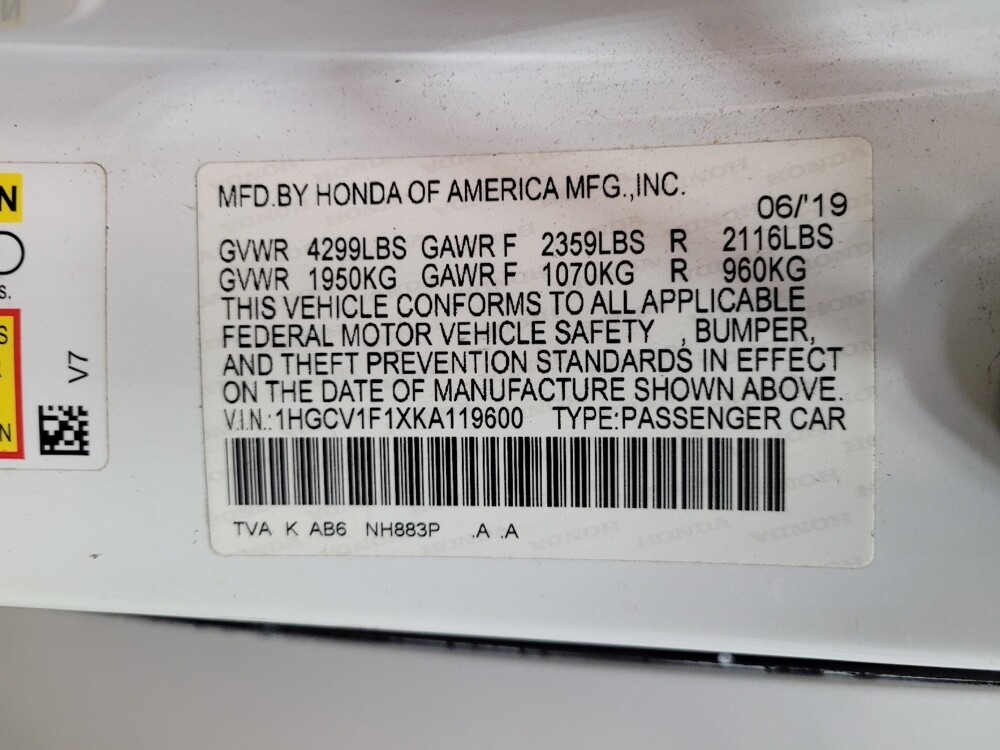 MFD.BY HONDA OF AMERICA MFG.,INC.
06/'19
GVWR 4299LBS GAWR F 2359LBS R 2116LBS
GVWR 1950KG GAWR F 1070KG R 960KG
THIS VEHICLE CONFORMS TO ALL APPLICABLE
FEDERAL MOTOR VEHICLE SAFETY , BUMPER,
AND THEFT PREVENTION STANDARDS IN EFFECT
ON THE DATE OF MANUFACTURE SHOWN ABOVE.
V.I.N.:1HGCV1F1XKA119600 TYPE:PASSENGER CAR
TVA K AB6 NH883P .A .A
V7